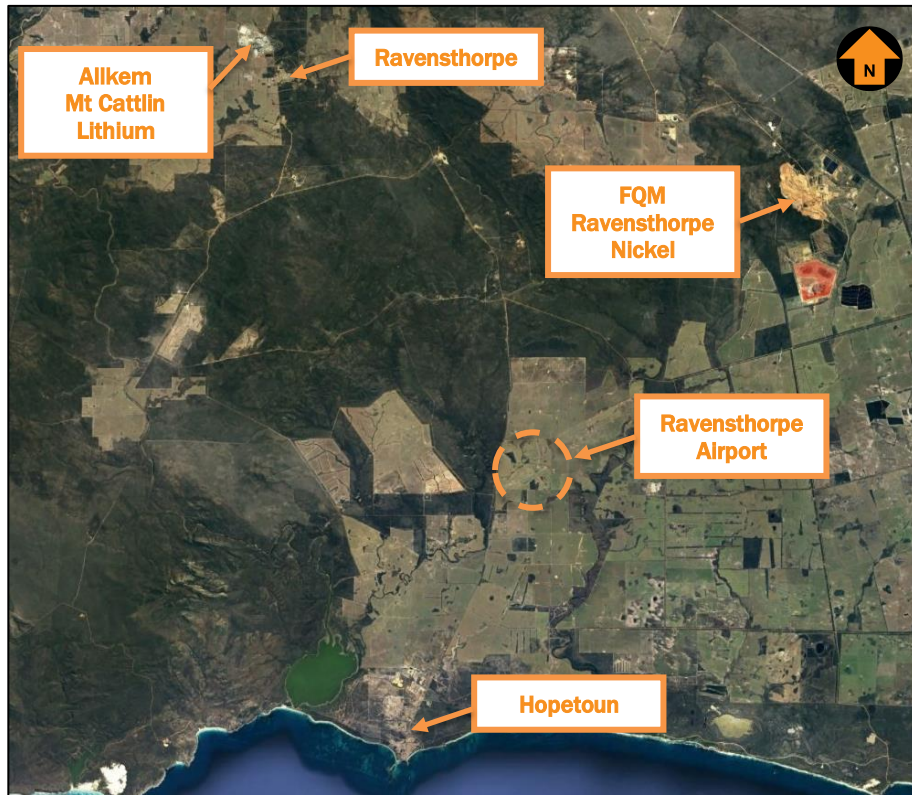 Allkem
Mt Cattlin
Lithium
Ravensthorpe
N
FQM
Ravensthorpe
Nickel
Ravensthorpe
Airport
Hopetoun